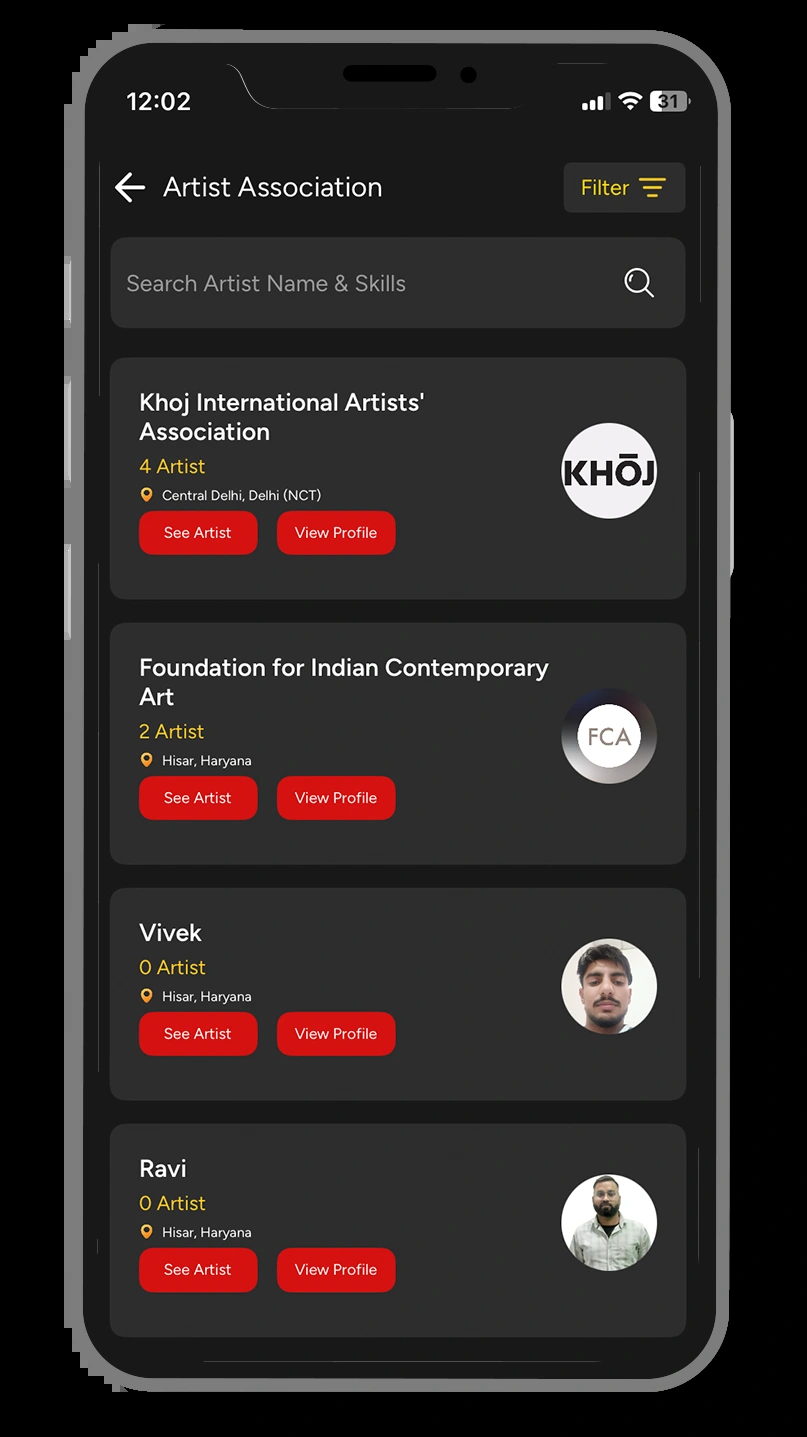 12:02
31
Artist Association
Filter
Search Artist Name & Skills
Khoj International Artists'
Association
4 Artist
Central Delhi, Delhi (NCT)
See Artist View Profile
KHŌJ
Foundation for Indian Contemporary
Art
2 Artist
Hisar, Haryana
See Artist View Profile
FCA
Vivek
0 Artist
Hisar, Haryana
See Artist View Profile
Ravi
0 Artist
Hisar, Haryana
See Artist View Profile